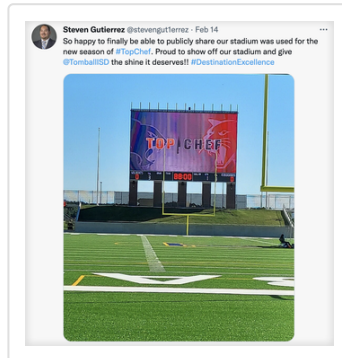 Steven Gutierrez @stevengut1errez · Feb 14
So happy to finally be able to publicly share our stadium was used for the
new season of #TopChef. Proud to show off our stadium and give
@TomballISD the shine it deserves!! #DestinationExcellence
TOP CHEF
88:00